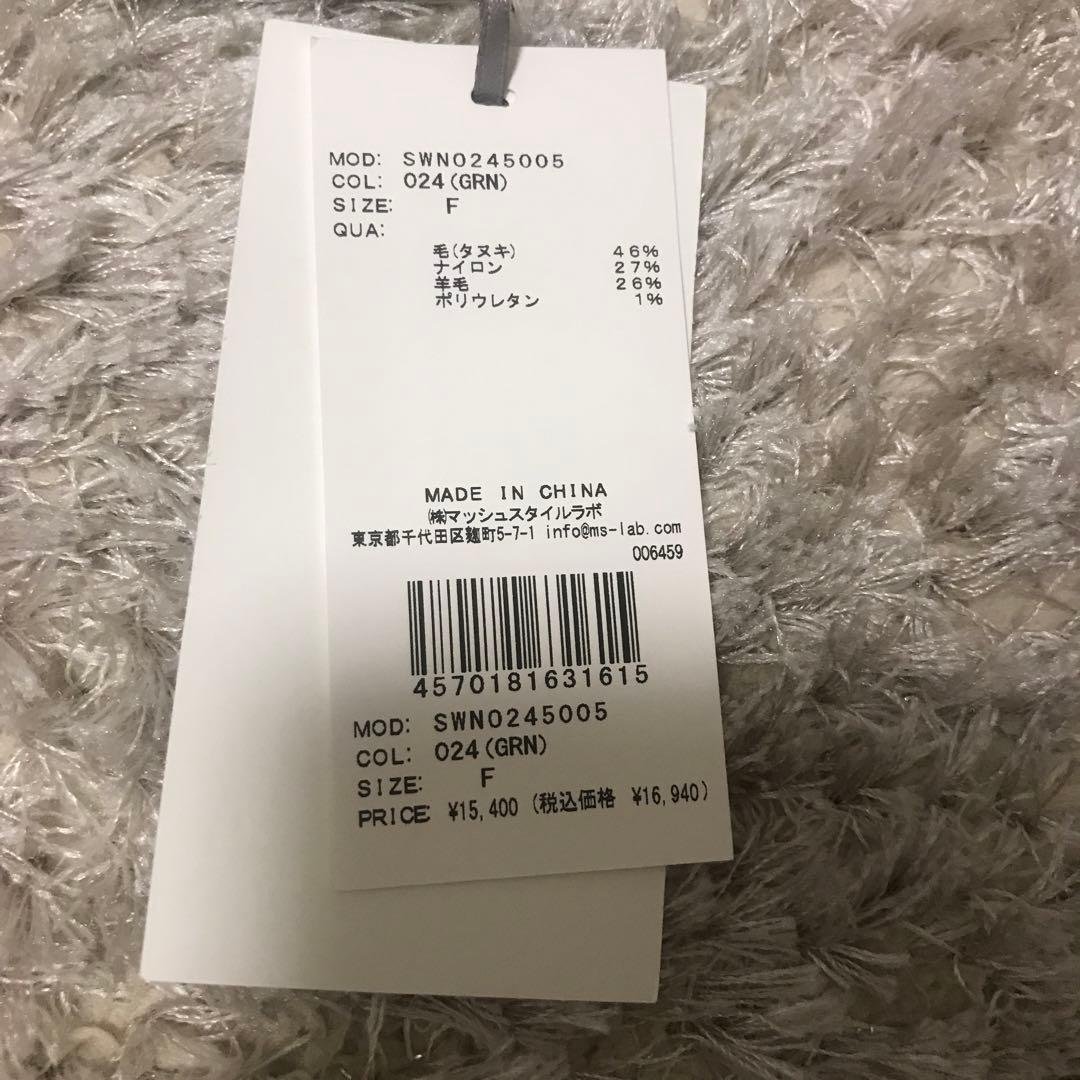 MOD: SWNO245005
COL: 024(GRN)
SIZE: F
QUA:
毛(タヌキ) 46%
ナイロン 27%
羊毛 26%
ポリウレタン 1%
MADE IN CHINA
㈱マッシュスタイルラボ
東京都千代田区麹町5-7-1 info@ms-lab.com
006459
4570181631615
MOD: SWNO245005
COL: 024(GRN)
SIZE: F
PRICE: ¥15,400 (税込価格 ¥16,940)